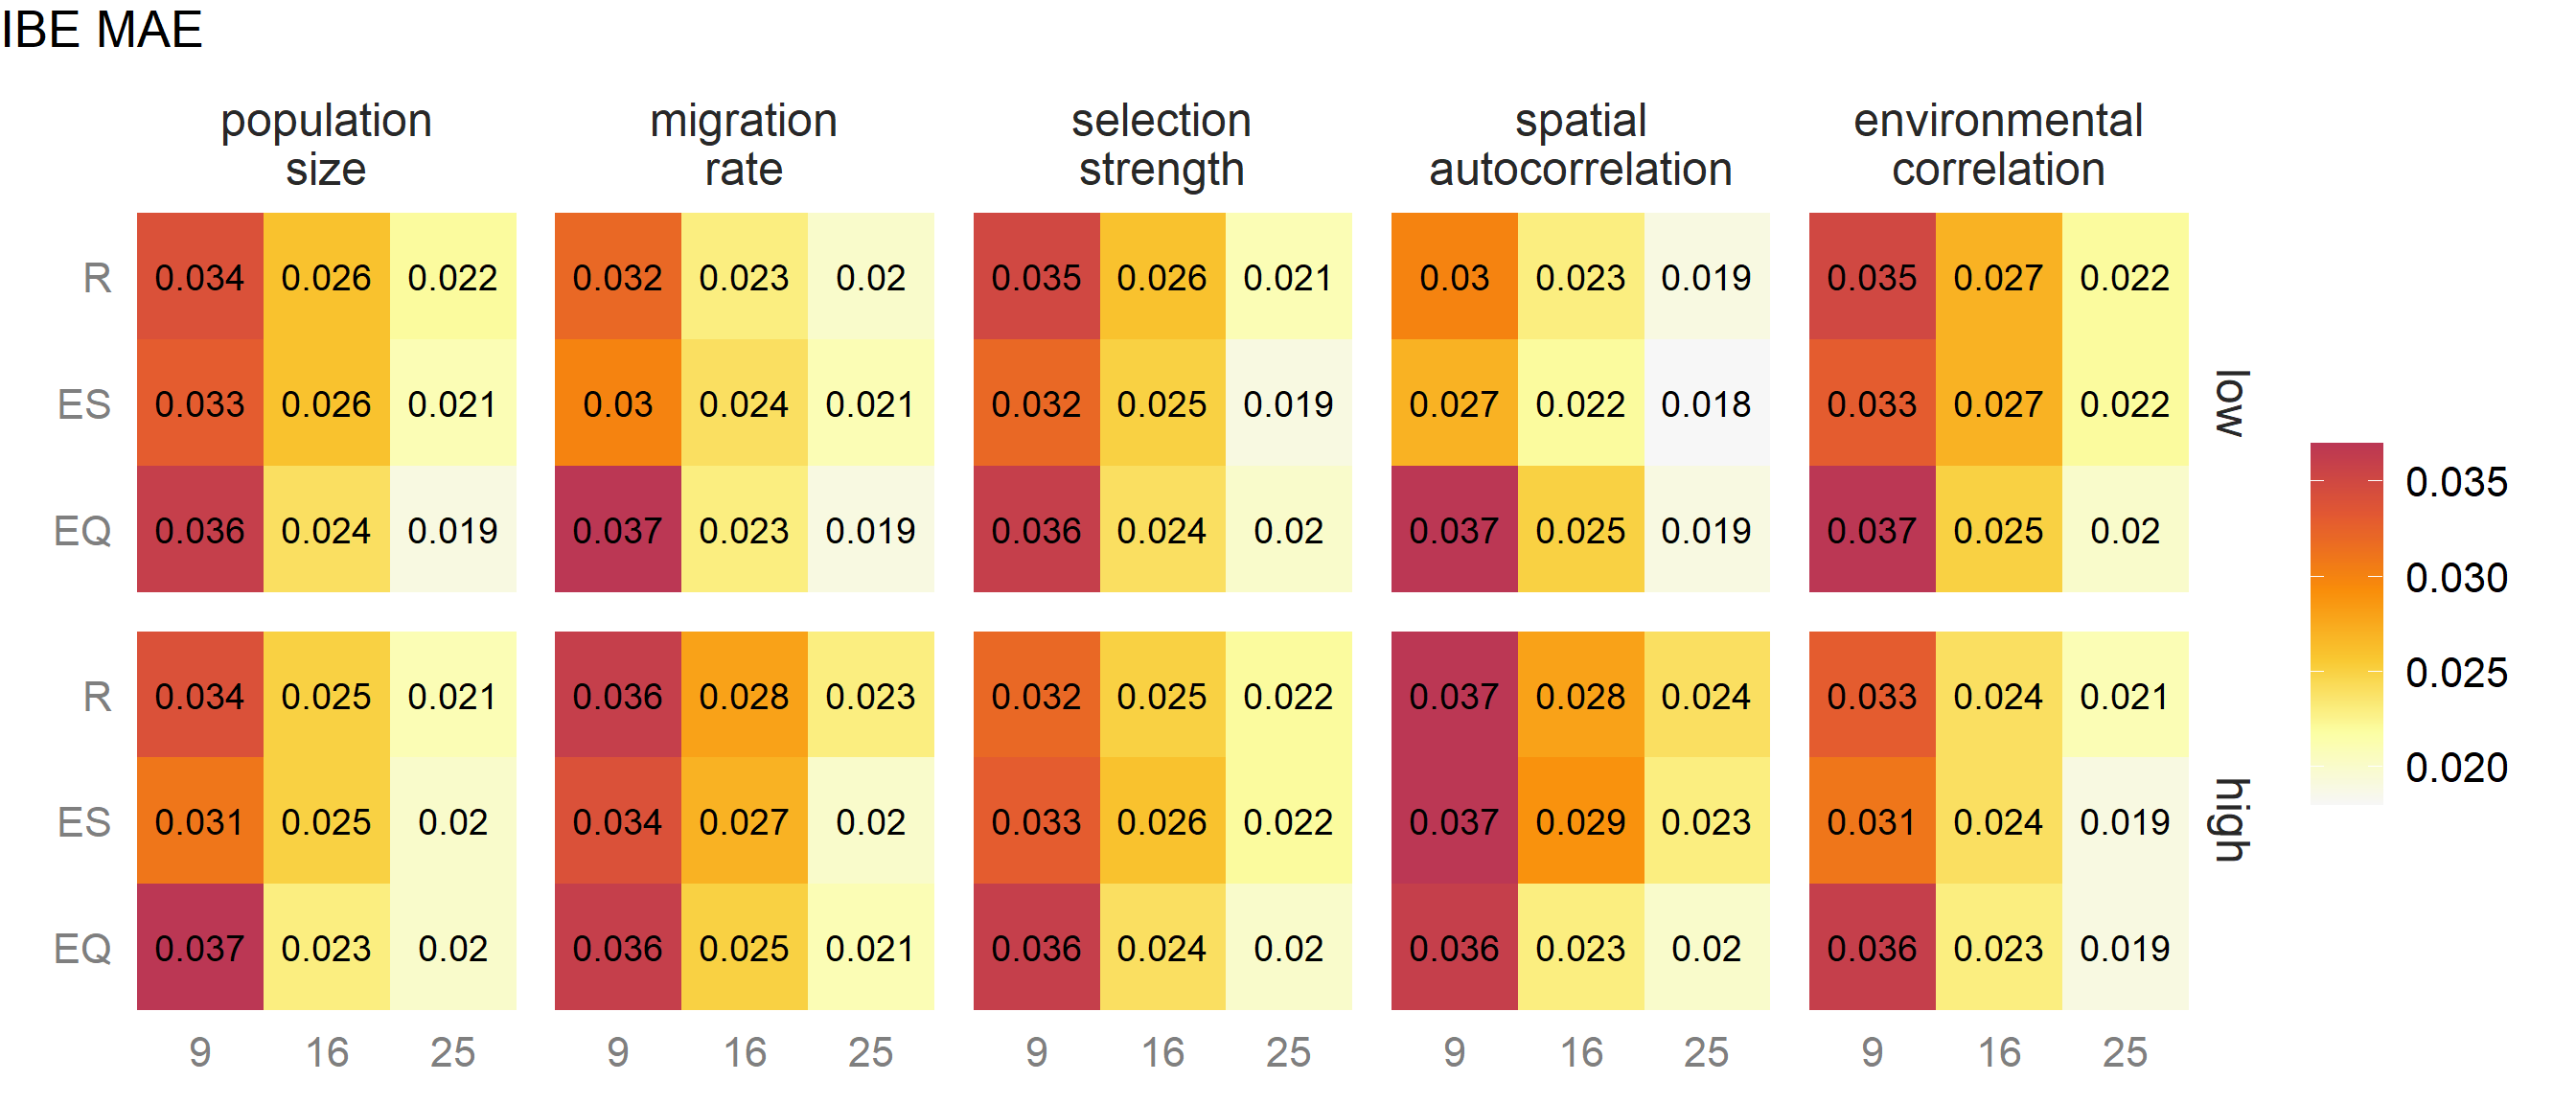 IBE MAE
population size
migration rate
selection strength
spatial autocorrelation
environmental correlation
R 0.034 0.026 0.022 0.032 0.023 0.02 0.035 0.026 0.021 0.03 0.023 0.019 0.035 0.027 0.022
ES 0.033 0.026 0.021 0.03 0.024 0.021 0.032 0.025 0.019 0.027 0.022 0.018 0.033 0.027 0.022
EQ 0.036 0.024 0.019 0.037 0.023 0.019 0.036 0.024 0.02 0.037 0.025 0.019 0.037 0.025 0.02
low
R 0.034 0.025 0.021 0.036 0.028 0.023 0.032 0.025 0.022 0.037 0.028 0.024 0.033 0.024 0.021
ES 0.031 0.025 0.02 0.034 0.027 0.02 0.033 0.026 0.022 0.037 0.029 0.023 0.031 0.024 0.019
EQ 0.037 0.023 0.02 0.036 0.025 0.021 0.036 0.024 0.02 0.036 0.023 0.02 0.036 0.023 0.019
high
9 16 25 9 16 25 9 16 25 9 16 25 9 16 25
0.035
0.030
0.025
0.020